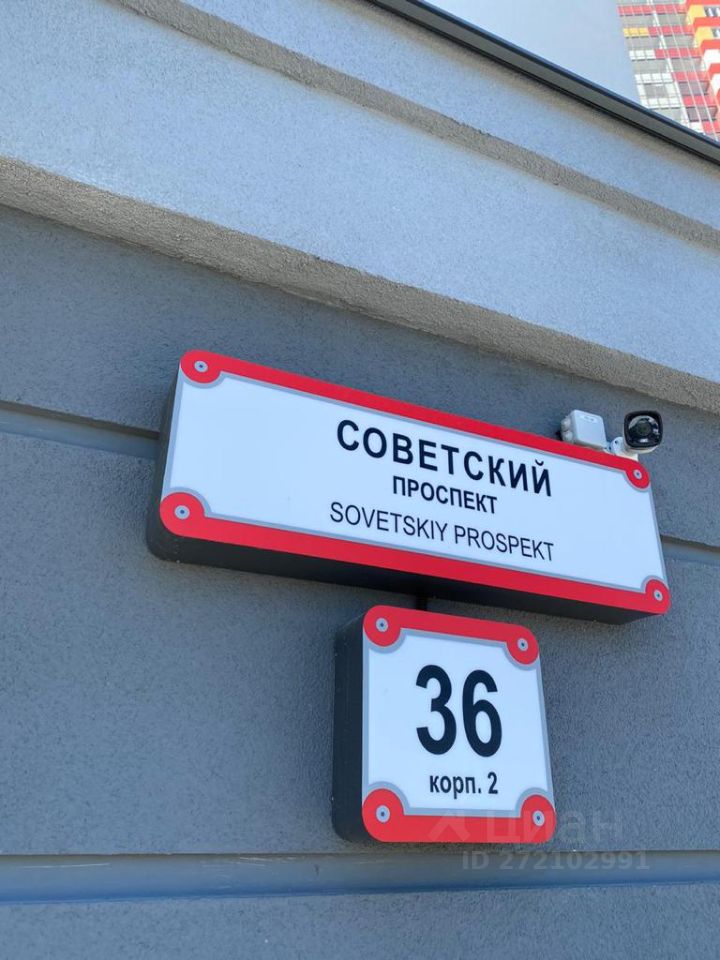 СОВЕТСКИЙ
ПРОСПЕКТ
SOVETSKIY PROSPEKT
36
корп. 2
Циан
ID 272102991